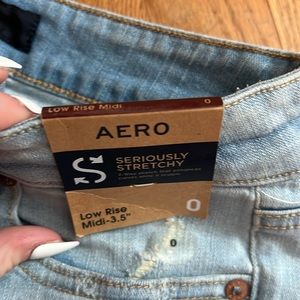 Low Rise Midi 0
AERO
SERIOUSLY
STRETCHY
Low Rise
Midi-3.5"
0
0